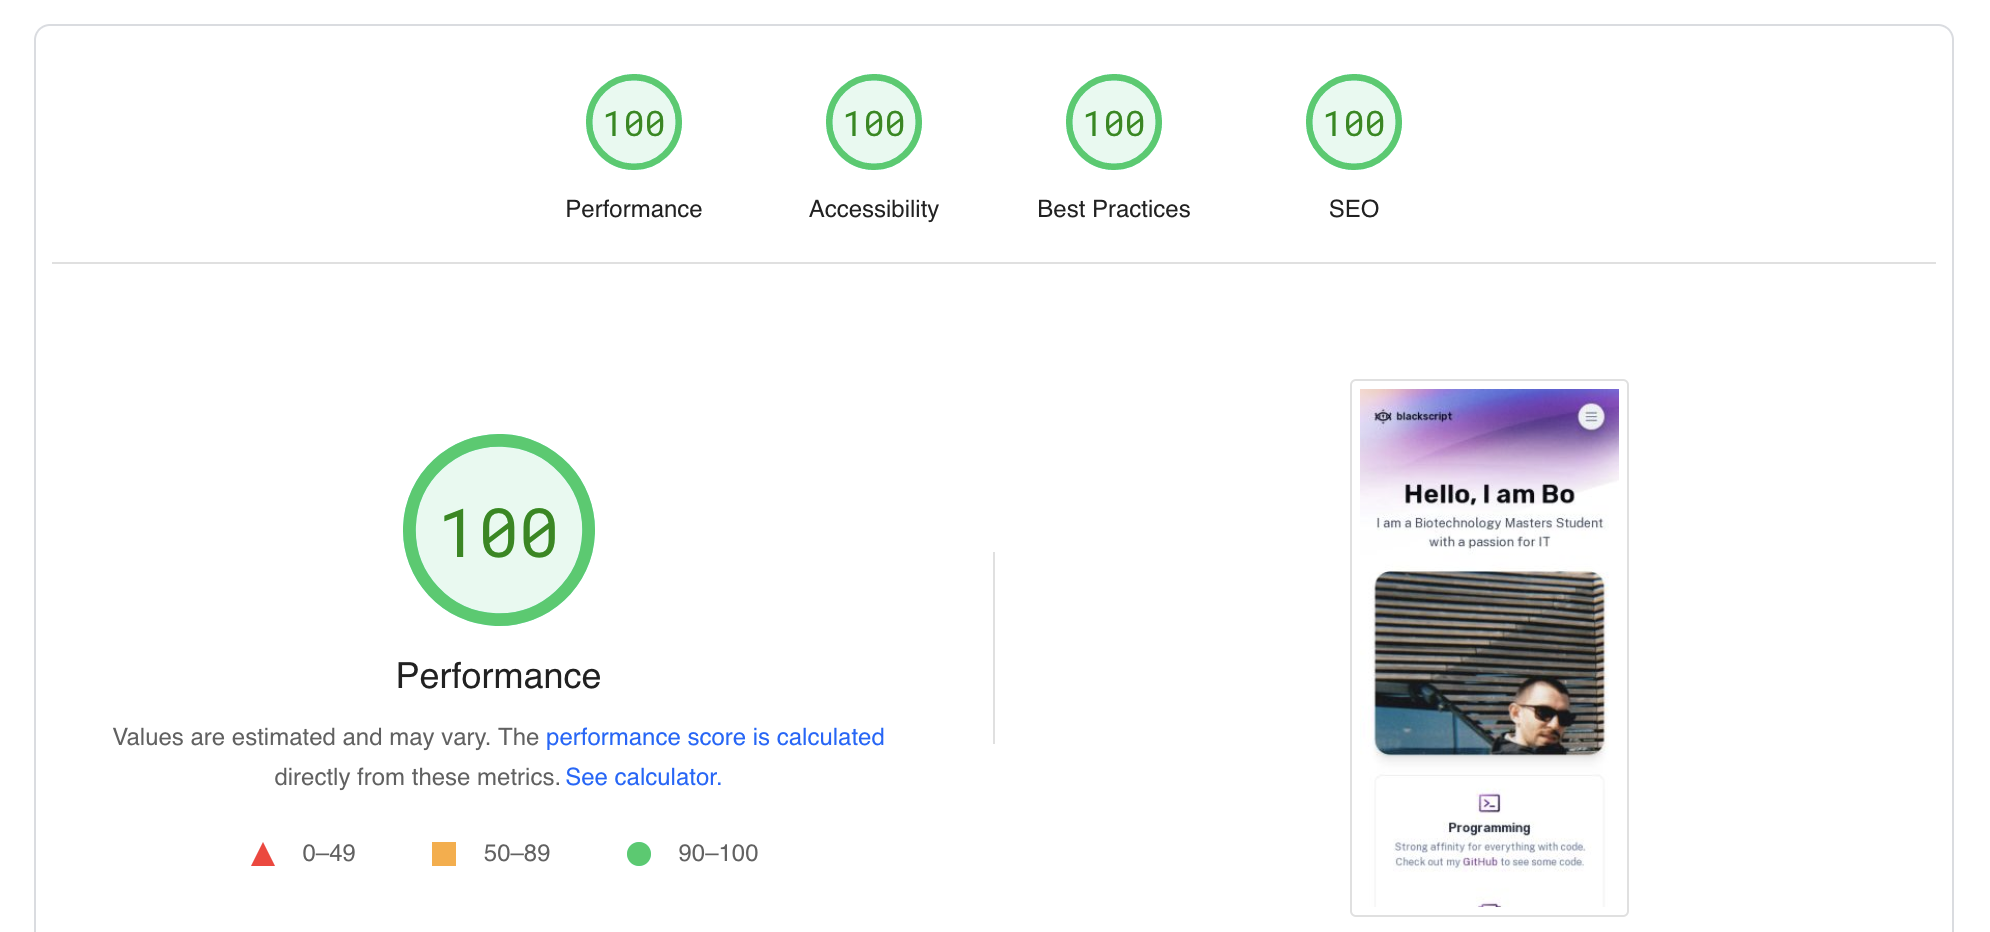 100
100
100
100
Performance
Accessibility
Best Practices
SEO
100
Performance
Values are estimated and may vary. The performance score is calculated
directly from these metrics. See calculator.
0–49
50–89
90–100
blackscript
Hello, I am Bo
I am a Biotechnology Masters Student
with a passion for IT
Programming
Strong affinity for everything with code.
Check out my GitHub to see some code.